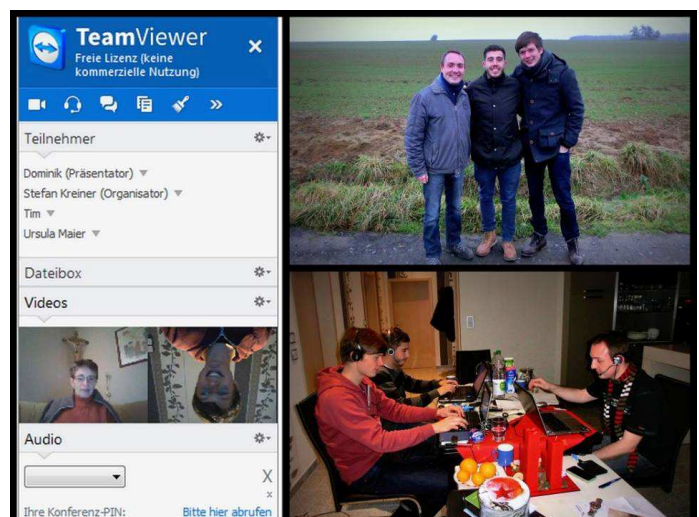 TeamViewer
Freie Lizenz (keine
kommerzielle Nutzung)
Teilnehmer
Dominik (Präsentator)
Stefan Kreiner (Organisator)
Tim
Ursula Maier
Dateibox
Videos
Audio
Ihre Konferenz-PIN: Bitte hier abrufen